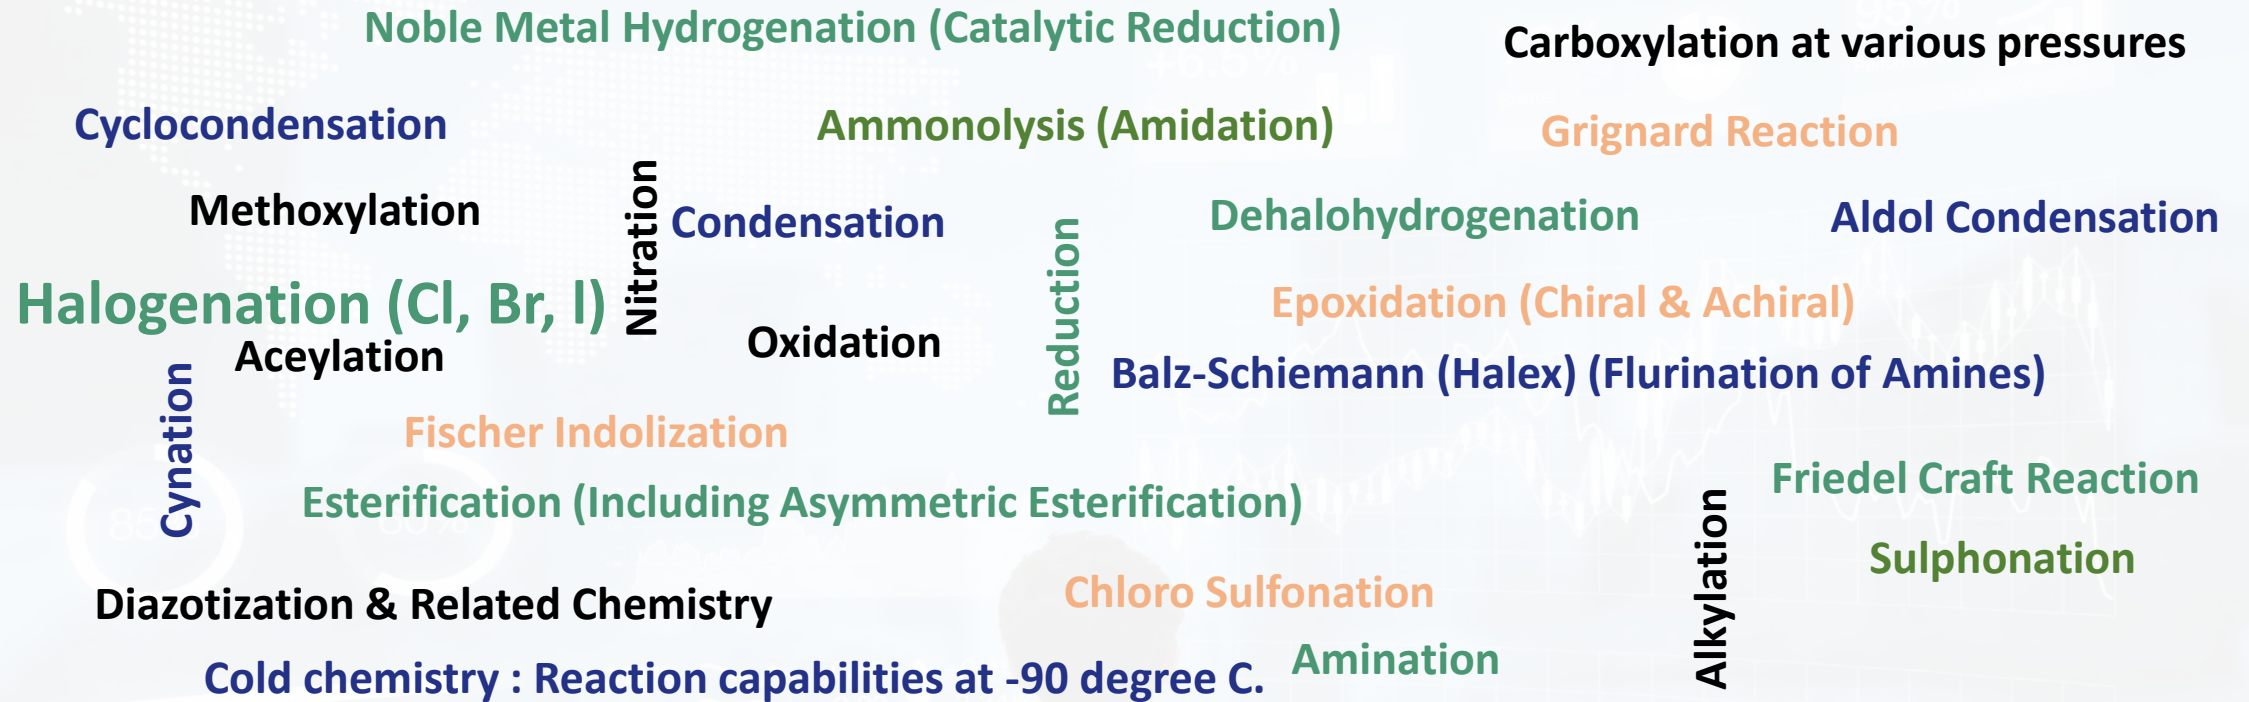 Noble Metal Hydrogenation (Catalytic Reduction)
Carboxylation at various pressures
Cyclocondensation
Ammonolysis (Amidation)
Grignard Reaction
Methoxylation
Nitration
Condensation
Reduction
Dehalohydrogenation
Aldol Condensation
Halogenation (Cl, Br, I)
Epoxidation (Chiral & Achiral)
Aceylation
Oxidation
Balz-Schiemann (Halex) (Flurination of Amines)
Cynation
Fischer Indolization
Friedel Craft Reaction
Esterification (Including Asymmetric Esterification)
Alkylation
Sulphonation
Diazotization & Related Chemistry
Chloro Sulfonation
Amination
Cold chemistry : Reaction capabilities at -90 degree C.